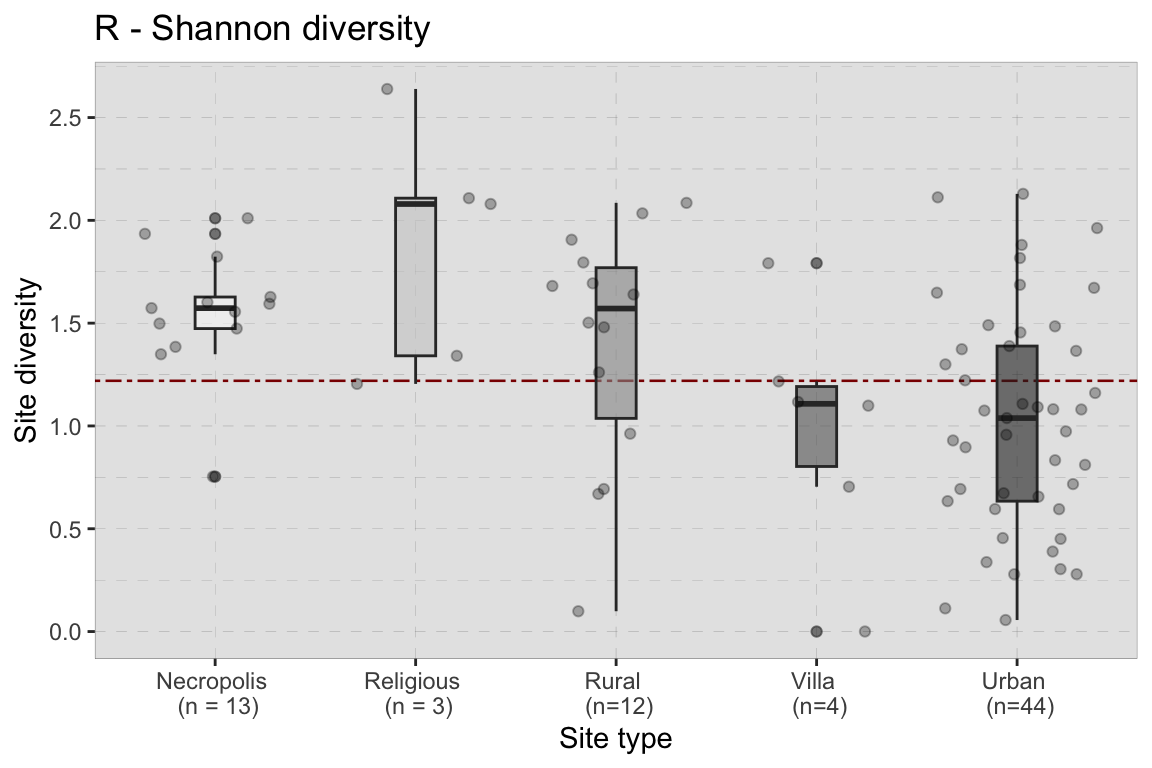 R - Shannon diversity
Site diversity
2.5
2.0
1.5
1.0
0.5
0.0
Necropolis Religious Rural Villa Urban
(n = 13) (n = 3) (n=12) (n=4) (n=44)
Site type